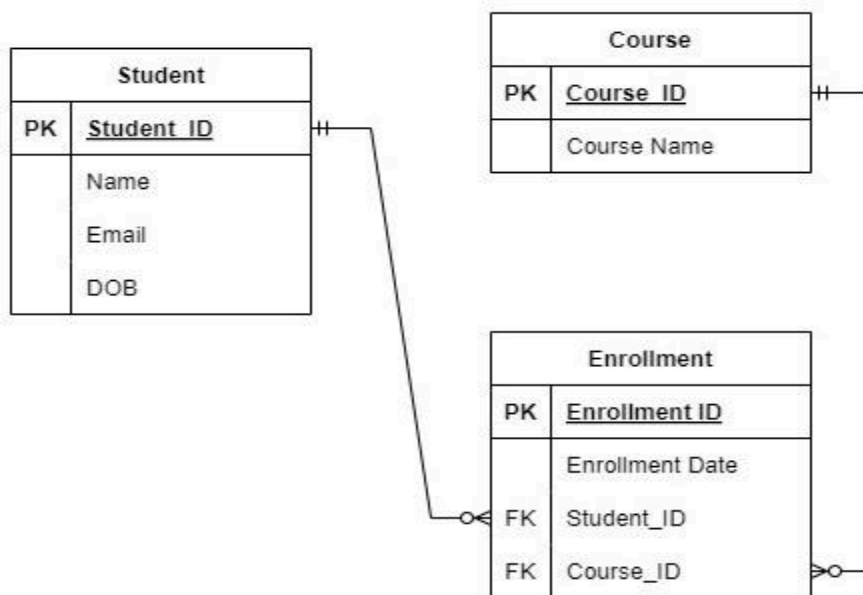 Student
PK Student_ID
Name
Email
DOB
Course
PK Course_ID
Course Name
Enrollment
PK Enrollment ID
Enrollment Date
FK Student_ID
FK Course_ID